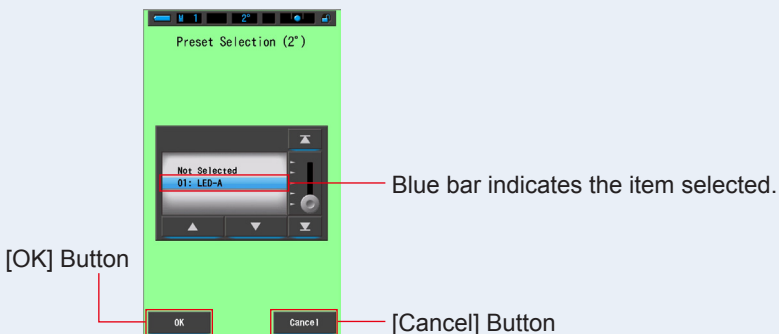 M 1 2°
Preset Selection (2°)
Not Selected
01: LED-A
Blue bar indicates the item selected.
[OK] Button
OK
Cancel
[Cancel] Button